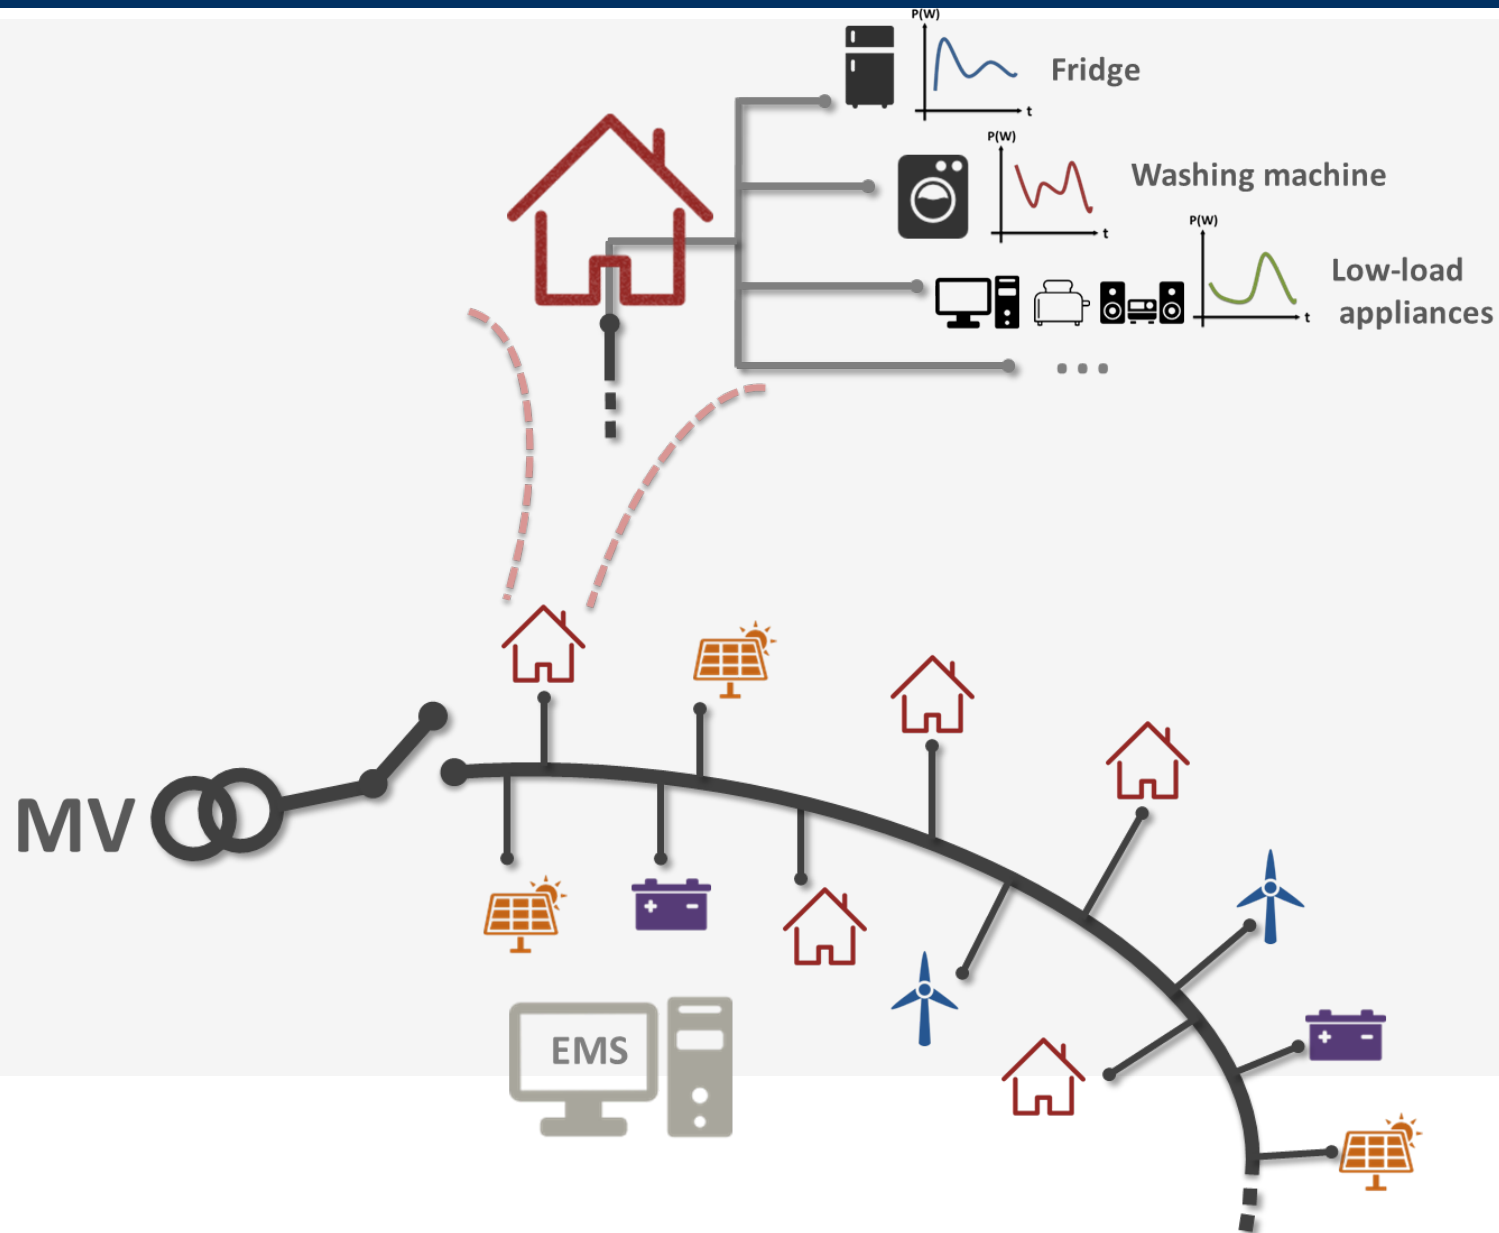 P(W)
Fridge
t
P(W)
Washing machine
t
P(W)
Low-load
appliances
t
...
MV
+ -
EMS
+ -